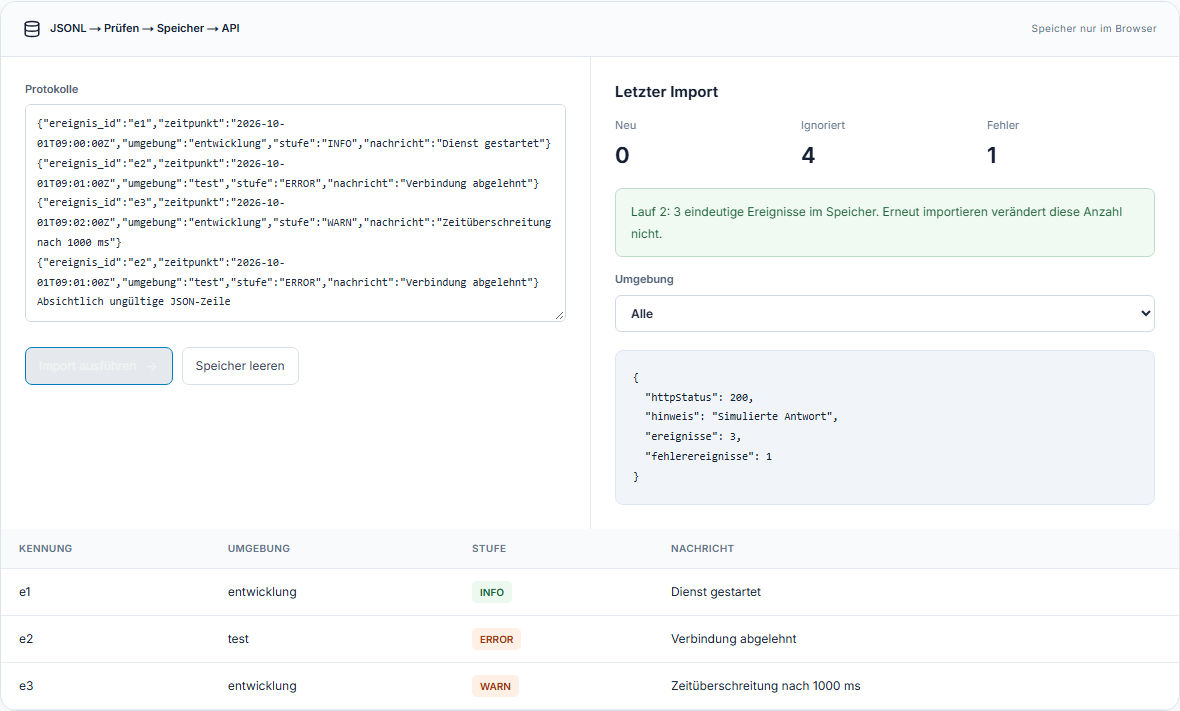 JSONL → Prüfen → Speicher → API
Speicher nur im Browser
Protokolle
{"ereignis_id":"e1","zeitpunkt":"2026-10-
01T09:00:00Z","umgebung":"entwicklung","stufe":"INFO","nachricht":"Dienst gestartet"}
{"ereignis_id":"e2","zeitpunkt":"2026-10-
01T09:01:00Z","umgebung":"test","stufe":"ERROR","nachricht":"Verbindung abgelehnt"}
{"ereignis_id":"e3","zeitpunkt":"2026-10-
01T09:02:00Z","umgebung":"entwicklung","stufe":"WARN","nachricht":"Zeitüberschreitung
nach 1000 ms"}
{"ereignis_id":"e2","zeitpunkt":"2026-10-
01T09:01:00Z","umgebung":"test","stufe":"ERROR","nachricht":"Verbindung abgelehnt"}
Absichtlich ungültige JSON-Zeile
Import ausführen →
Speicher leeren
Letzter Import
Neu
Ignoriert
Fehler
0
4
1
Lauf 2: 3 eindeutige Ereignisse im Speicher. Erneut importieren verändert diese Anzahl
nicht.
Umgebung
Alle
{
"httpStatus": 200,
"hinweis": "Simulierte Antwort",
"ereignisse": 3,
"fehlerereignisse": 1
}
KENNUNG UMGEBUNG STUFE NACHRICHT
e1 entwicklung INFO Dienst gestartet
e2 test ERROR Verbindung abgelehnt
e3 entwicklung WARN Zeitüberschreitung nach 1000 ms